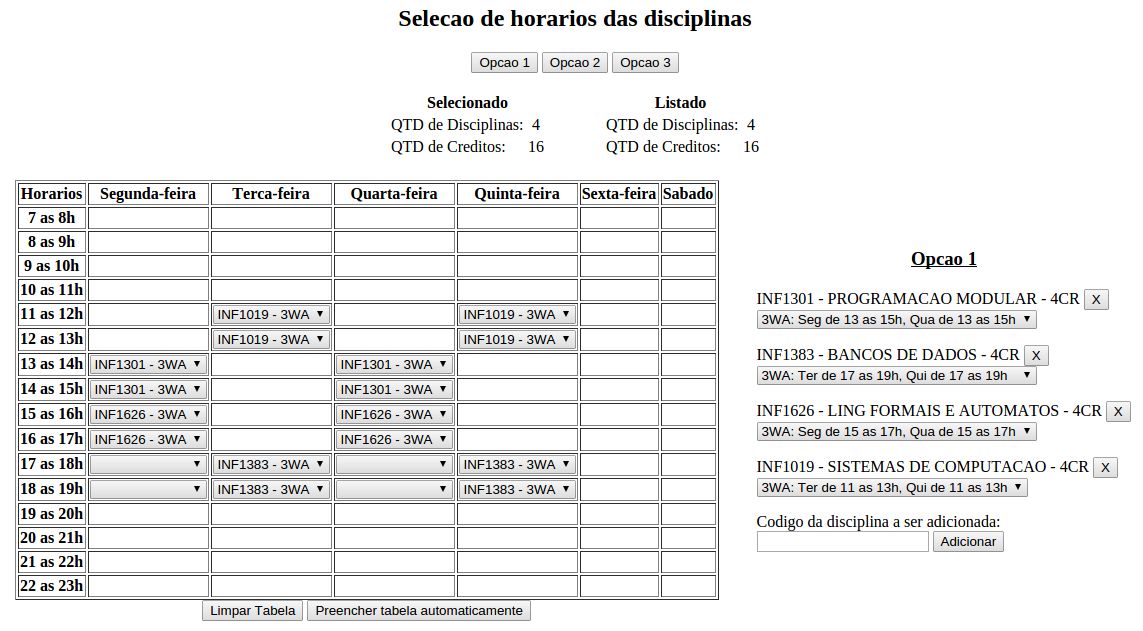 Selecao de horarios das disciplinas
Opcao 1 Opcao 2 Opcao 3
Selecionado Listado
QTD de Disciplinas: 4 QTD de Disciplinas: 4
QTD de Creditos: 16 QTD de Creditos: 16
Horarios Segunda-feira Terca-feira Quarta-feira Quinta-feira Sexta-feira Sabado
7 as 8h
8 as 9h
9 as 10h
10 as 11h
11 as 12h INF1019 - 3WA INF1019 - 3WA
12 as 13h INF1019 - 3WA INF1019 - 3WA
13 as 14h INF1301 - 3WA INF1301 - 3WA
14 as 15h INF1301 - 3WA INF1301 - 3WA
15 as 16h INF1626 - 3WA INF1626 - 3WA
16 as 17h INF1626 - 3WA INF1626 - 3WA
17 as 18h INF1383 - 3WA INF1383 - 3WA
18 as 19h INF1383 - 3WA INF1383 - 3WA
19 as 20h
20 as 21h
21 as 22h
22 as 23h
Limpar Tabela Preencher tabela automaticamente
Opcao 1
INF1301 - PROGRAMACAO MODULAR - 4CR X
3WA: Seg de 13 as 15h, Qua de 13 as 15h
INF1383 - BANCOS DE DADOS - 4CR X
3WA: Ter de 17 as 19h, Qui de 17 as 19h
INF1626 - LING FORMAIS E AUTOMATOS - 4CR X
3WA: Seg de 15 as 17h, Qua de 15 as 17h
INF1019 - SISTEMAS DE COMPUTACAO - 4CR X
3WA: Ter de 11 as 13h, Qui de 11 as 13h
Codigo da disciplina a ser adicionada:
Adicionar